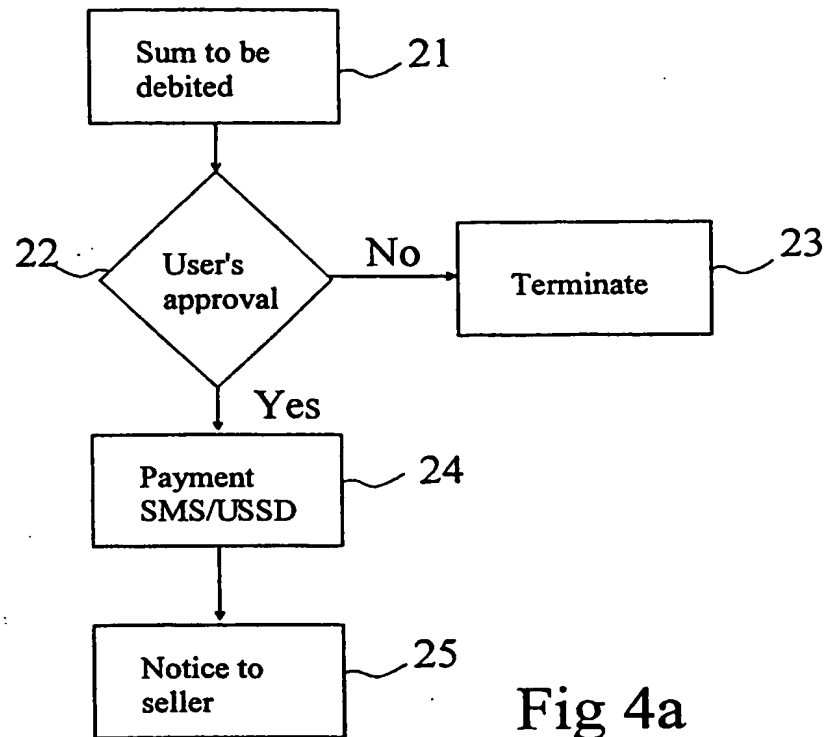 Sum to be
debited
21
22
User's
approval
No
Terminate
23
Yes
Payment
SMS/USSD
24
Notice to
seller
25
Fig 4a